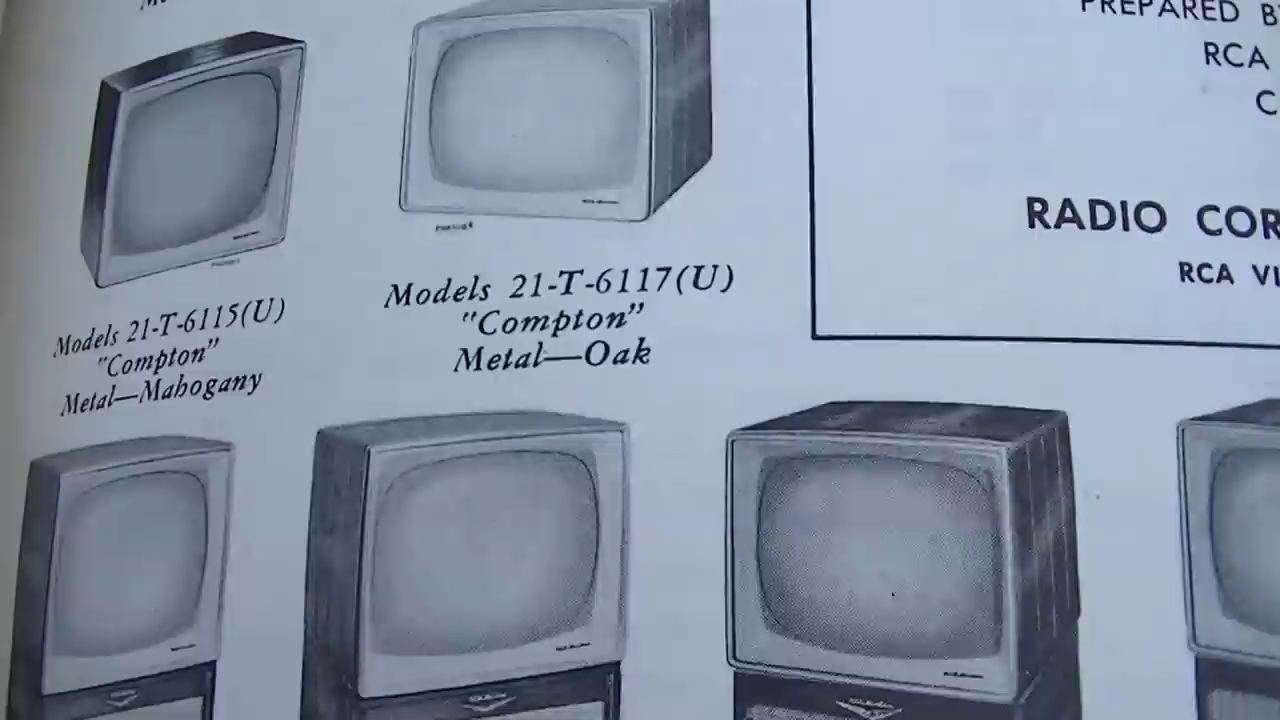 PREPARED B
RCA
C
RADIO COR
RCA VI
Models 21-T-6115(U)
"Compton"
Metal—Mahogany
Models 21-T-6117(U)
"Compton"
Metal—Oak